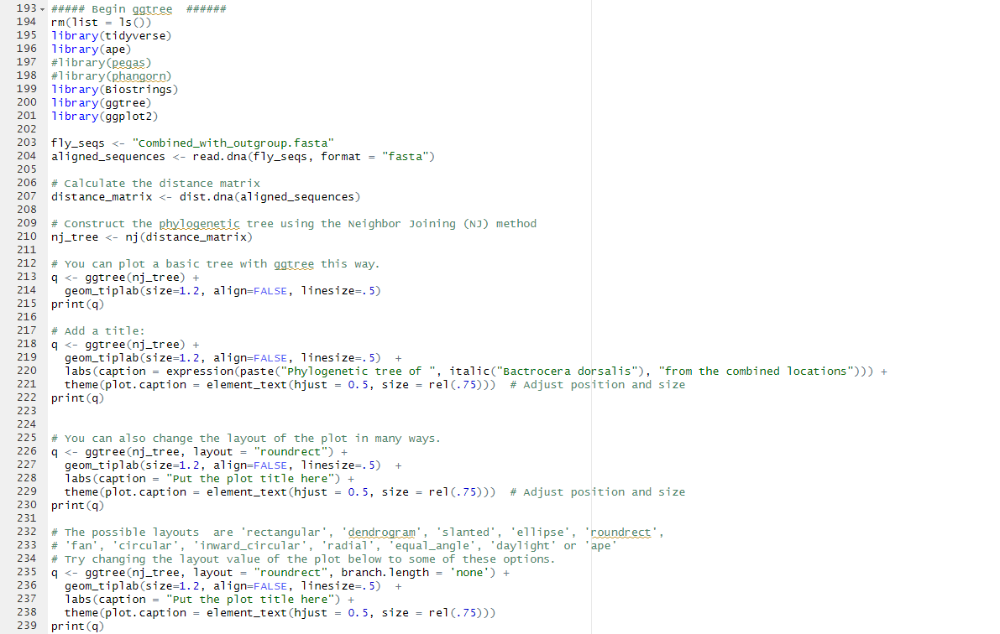 193 ##### Begin ggtree  ######
194 rm(list = ls())
195 library(tidyverse)
196 library(ape)
197 #library(pegas)
198 #library(phangorn)
199 library(Biostrings)
200 library(ggtree)
201 library(ggplot2)
202
203 fly_seqs <- "Combined_with_outgroup.fasta"
204 aligned_sequences <- read.dna(fly_seqs, format = "fasta")
205
206 # Calculate the distance matrix
207 distance_matrix <- dist.dna(aligned_sequences)
208
209 # Construct the phylogenetic tree using the Neighbor Joining (NJ) method
210 nj_tree <- nj(distance_matrix)
211
212 # You can plot a basic tree with ggtree this way.
213 q <- ggtree(nj_tree) +
214   geom_tiplab(size=1.2, align=FALSE, linesize=.5)
215 print(q)
216
217 # Add a title:
218 q <- ggtree(nj_tree) +
219   geom_tiplab(size=1.2, align=FALSE, linesize=.5)  +
220   labs(caption = expression(paste("Phylogenetic tree of ", italic("Bactrocera dorsalis"), "from the combined locations"))) +
221   theme(plot.caption = element_text(hjust = 0.5, size = rel(.75)))  # Adjust position and size
222 print(q)
223
224
225 # You can also change the layout of the plot in many ways.
226 q <- ggtree(nj_tree, layout = "roundrect") +
227   geom_tiplab(size=1.2, align=FALSE, linesize=.5)  +
228   labs(caption = "Put the plot title here") +
229   theme(plot.caption = element_text(hjust = 0.5, size = rel(.75)))  # Adjust position and size
230 print(q)
231
232 # The possible layouts  are 'rectangular', 'dendrogram', 'slanted', 'ellipse', 'roundrect',
233 # 'fan', 'circular', 'inward_circular', 'radial', 'equal_angle', 'daylight' or 'ape'
234 # Try changing the layout value of the plot below to some of these options.
235 q <- ggtree(nj_tree, layout = "roundrect", branch.length = 'none') +
236   geom_tiplab(size=1.2, align=FALSE, linesize=.5)  +
237   labs(caption = "Put the plot title here") +
238   theme(plot.caption = element_text(hjust = 0.5, size = rel(.75)))
239 print(q)